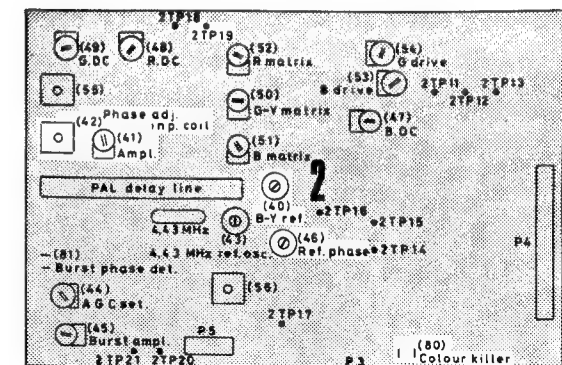 2TP18
2TP19
(49)
G.DC
(48)
R.DC
(52)
R matrix
(54)
G drive
(53)
B drive
2TP11
2TP13
2TP12
(55)
(50)
G-Y matrix
(47)
B.DC
(42)
Phase adj.
inp. coil
(41)
Ampl.
(51)
B matrix
2
PAL delay line
(40)
B-Y ref.
2TP16
2TP15
4,43 MHz
(43)
4,43 MHz ref.osc.
(46)
Ref. phase
2TP14
P4
(81)
Burst phase det.
(44)
AGC set.
(56)
(45)
Burst ampl.
2TP17
P5
2TP21
2TP20
P3
(80)
Colour killer